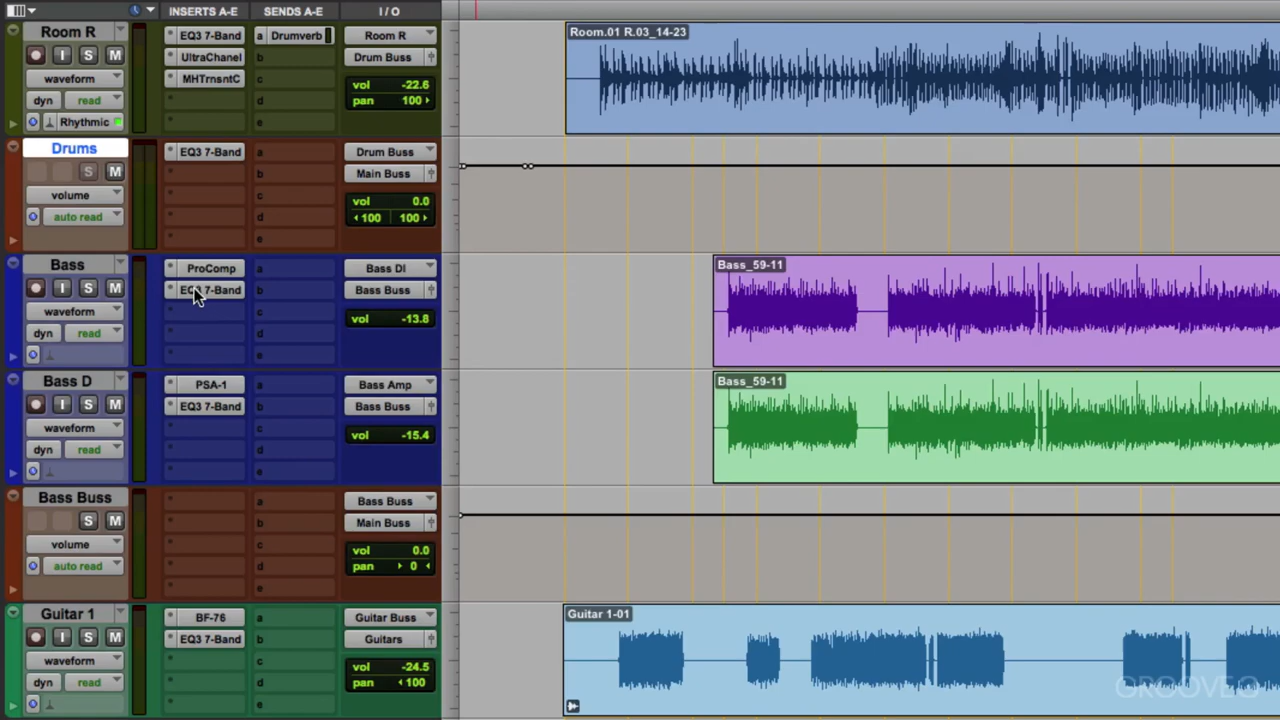 INSERTS A-E SENDS A-E I / O
Room R
I S M
waveform
dyn read
Rhythmic
EQ3 7-Band
UltraChanel
MHTrnsntC
a Drumverb
b
c
d
e
Room R
Drum Buss
vol -22.6
pan 100
Room.01 R.03_14-23
Drums
S M
volume
auto read
EQ3 7-Band
a
b
c
d
e
Drum Buss
Main Buss
vol 0.0
100 100
Bass
I S M
waveform
dyn read
ProComp
EQ3 7-Band
a
b
c
d
e
Bass DI
Bass Buss
vol -13.8
Bass_59-11
Bass D
I S M
waveform
dyn read
PSA-1
EQ3 7-Band
a
b
c
d
e
Bass Amp
Bass Buss
vol -15.4
Bass_59-11
Bass Buss
S M
volume
auto read
a
b
c
d
e
Bass Buss
Main Buss
vol 0.0
pan 0
Guitar 1
I S M
waveform
dyn read
BF-76
EQ3 7-Band
a
b
c
d
e
Guitar Buss
Guitars
vol -24.5
pan 100
Guitar 1-01